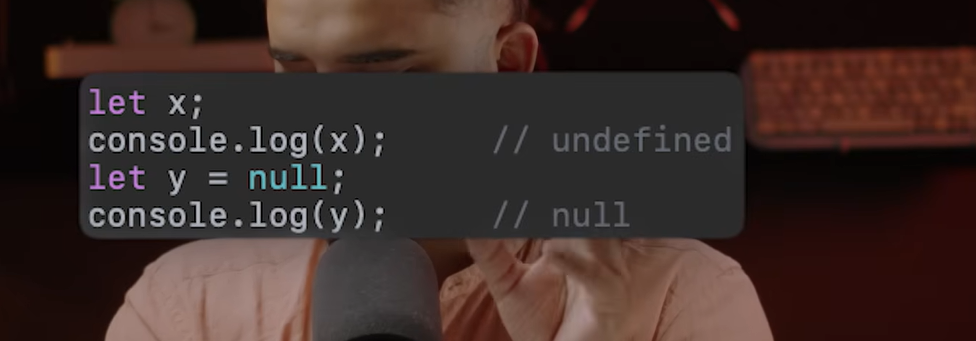 let x;
console.log(x);      // undefined
let y = null;
console.log(y);      // null